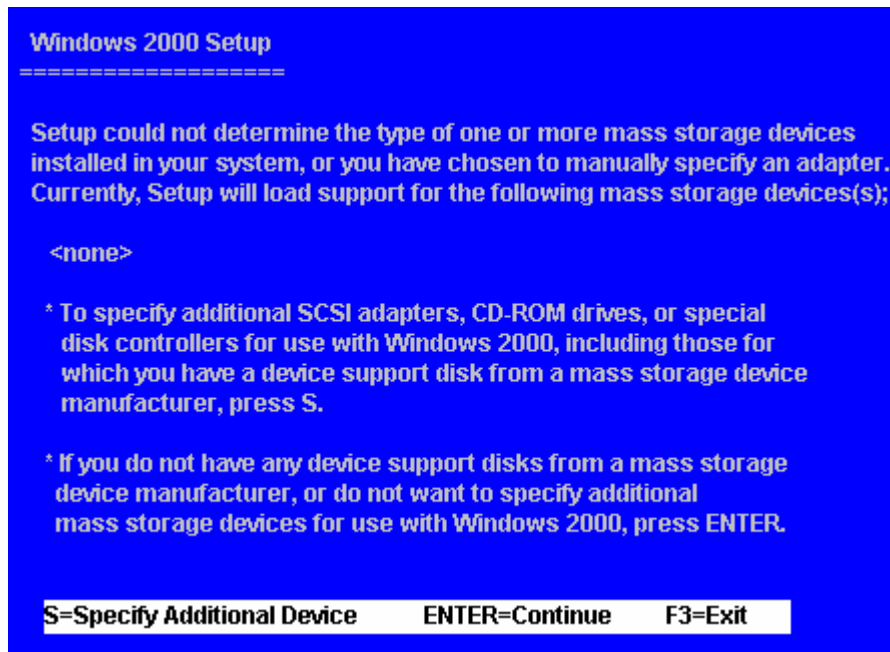 Windows 2000 Setup
===================
Setup could not determine the type of one or more mass storage devices
installed in your system, or you have chosen to manually specify an adapter.
Currently, Setup will load support for the following mass storage devices(s);
<none>
* To specify additional SCSI adapters, CD-ROM drives, or special
disk controllers for use with Windows 2000, including those for
which you have a device support disk from a mass storage device
manufacturer, press S.
* If you do not have any device support disks from a mass storage
device manufacturer, or do not want to specify additional
mass storage devices for use with Windows 2000, press ENTER.
S=Specify Additional Device ENTER=Continue F3=Exit